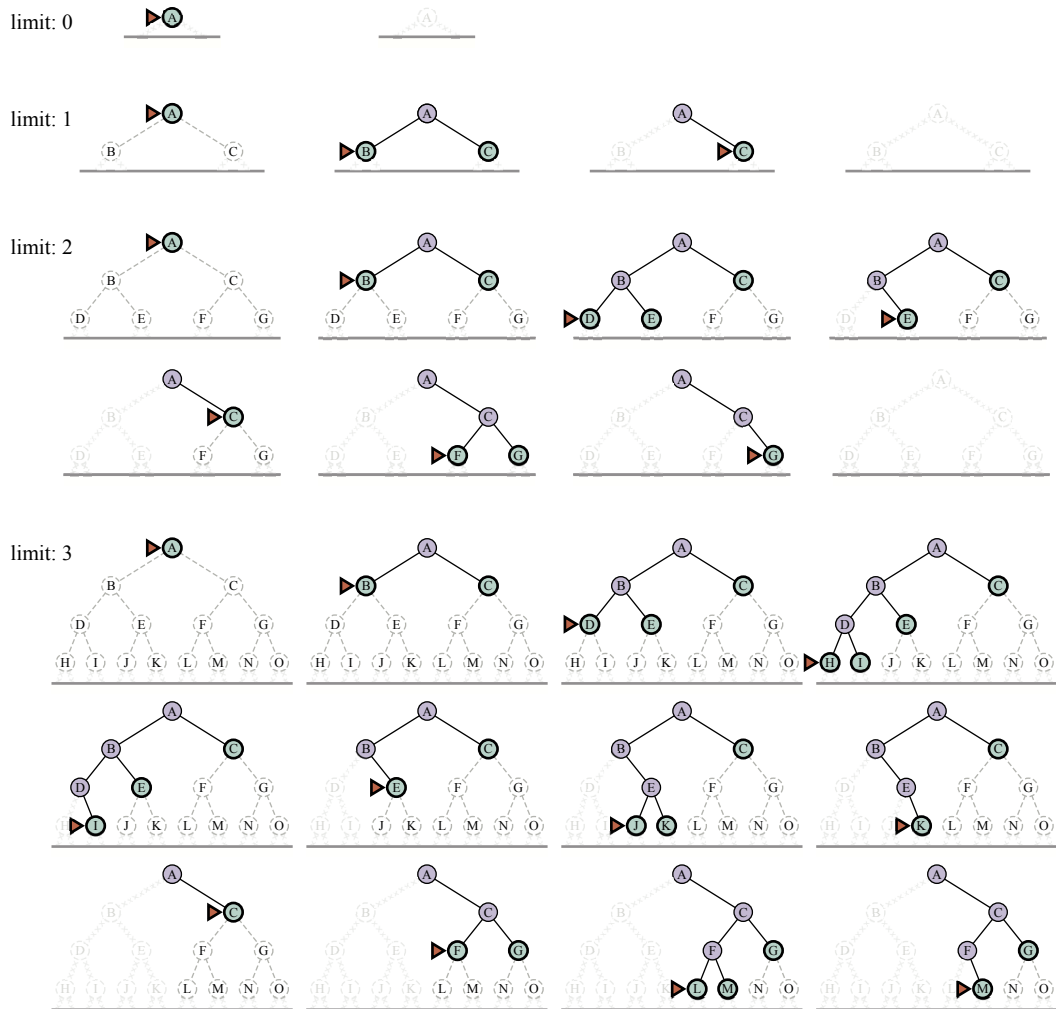 limit: 0 A A
limit: 1 A A A A
B C B C B C B C
limit: 2 A A A A
B C B C B C B C
D E F G D E F G D E F G D E F G
A A A A
B C B C B C B C
D E F G D E F G D E F G D E F G
limit: 3 A A A A
B C B C B C B C
D E F G D E F G D E F G D E F G
H I J K L M N O H I J K L M N O H I J K L M N O H I J K L M N O
A A A A
B C B C B C B C
D E F G D E F G D E F G D E F G
H I J K L M N O H I J K L M N O H I J K L M N O H I J K L M N O
A A A A
B C B C B C B C
D E F G D E F G D E F G D E F G
H I J K L M N O H I J K L M N O H I J K L M N O H I J K L M N O